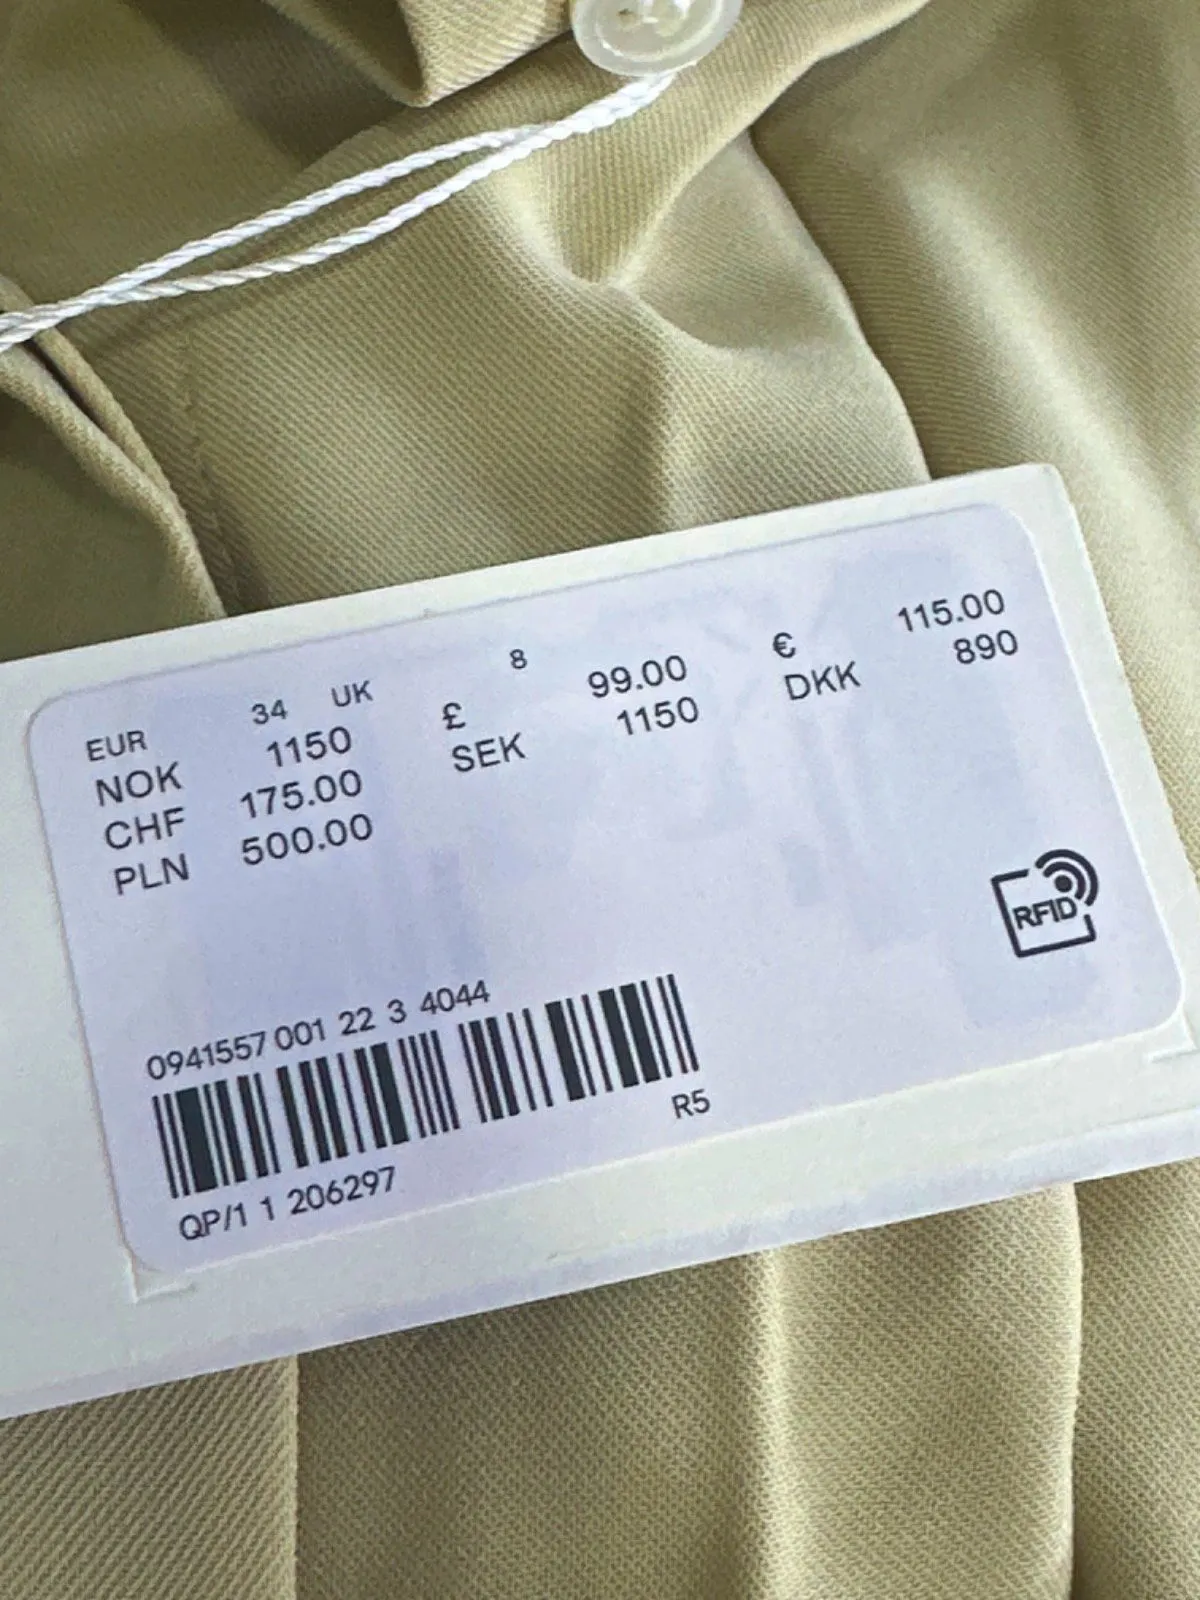 EUR 34 UK 8
NOK 1150 £ 99.00 € 115.00
CHF 175.00 SEK 1150 DKK 890
PLN 500.00
RFID
0941557 001 22 3 4044
R5
QP/1 1 206297